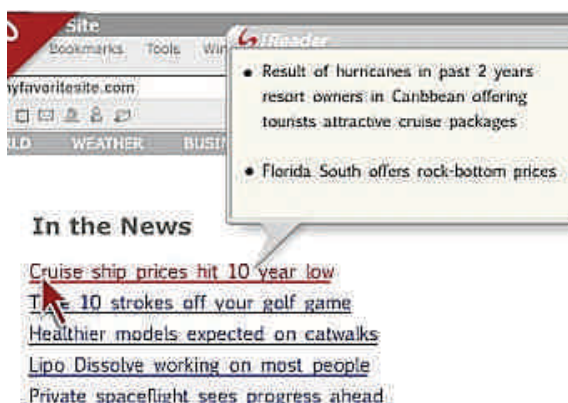 Site
Bookmarks Tools
iReader
yfavoritesite.com
WEATHER
• Result of hurricanes in past 2 years
resort owners in Caribbean offering
tourists attractive cruise packages
• Florida South offers rock-bottom prices
In the News
Cruise ship prices hit 10 year low
10 strokes off your golf game
Healthier models expected on catwalks
Lipo Dissolve working on most people
Private spaceflight sees progress ahead